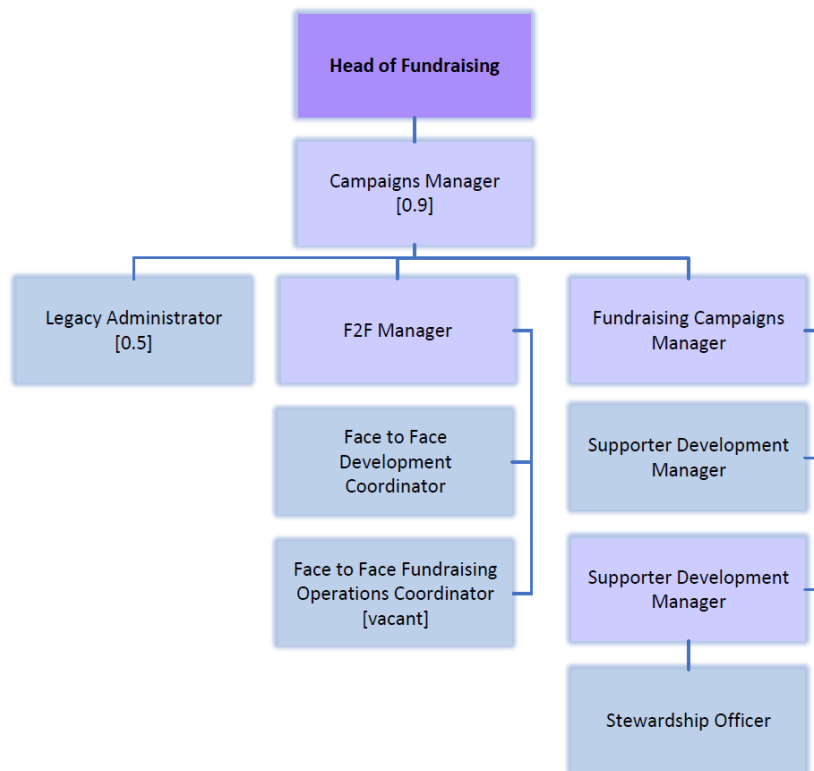 Head of Fundraising
Campaigns Manager
[0.9]
Legacy Administrator
[0.5]
F2F Manager
Fundraising Campaigns
Manager
Face to Face
Development
Coordinator
Supporter Development
Manager
Face to Face Fundraising
Operations Coordinator
[vacant]
Supporter Development
Manager
Stewardship Officer